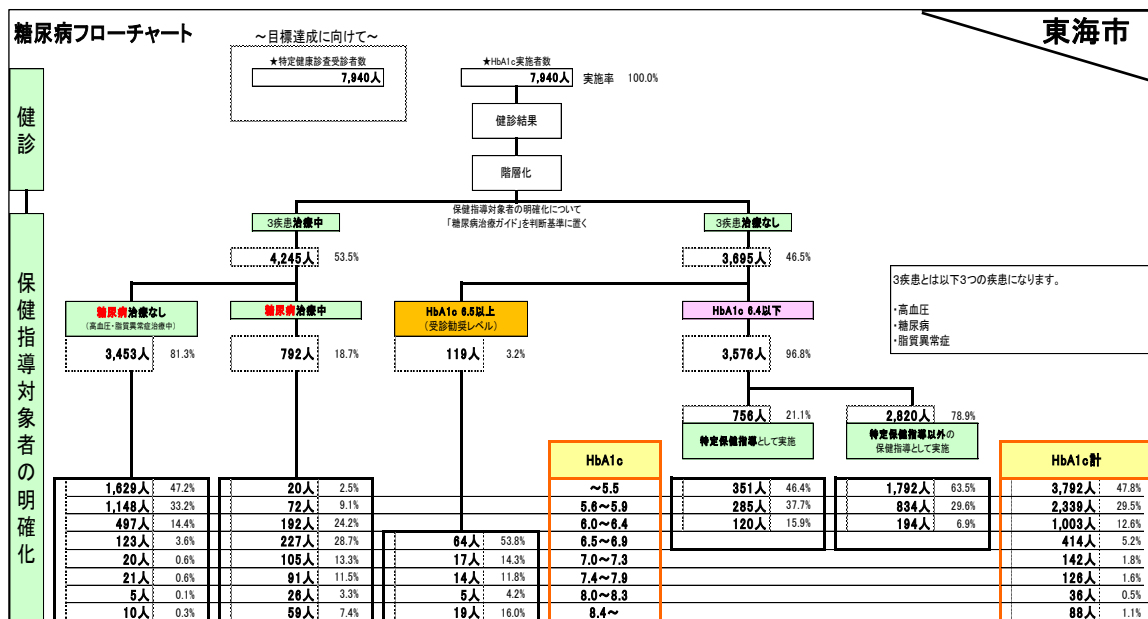 糖尿病フローチャート
～目標達成に向けて～
東海市
★特定健康診査受診者数
7,940人
★HbA1c実施者数
7,940人 実施率 100.0%
健診
健診結果
階層化
保健指導対象者の明確化について
「糖尿病治療ガイド」を判断基準に置く
3疾患治療中
3疾患治療なし
4,245人 53.5%
3,695人 46.5%
保健指導対象者の明確化
3疾患とは以下3つの疾患になります。
・高血圧
・糖尿病
・脂質異常症
糖尿病治療なし
(高血圧・脂質異常症治療中)
糖尿病治療中
HbA1c 6.5以上
(受診勧奨レベル)
HbA1c 6.4以下
3,453人 81.3%
792人 18.7%
119人 3.2%
3,576人 96.8%
756人 21.1%
2,820人 78.9%
特定保健指導として実施
特定保健指導以外の
保健指導として実施
HbA1c
HbA1c計
1,629人 47.2% 20人 2.5% ～5.5 351人 46.4% 1,792人 63.5% 3,792人 47.8%
1,148人 33.2% 72人 9.1% 5.6～5.9 285人 37.7% 834人 29.6% 2,339人 29.5%
497人 14.4% 192人 24.2% 6.0～6.4 120人 15.9% 194人 6.9% 1,003人 12.6%
123人 3.6% 227人 28.7% 64人 53.8% 6.5～6.9 414人 5.2%
20人 0.6% 105人 13.3% 17人 14.3% 7.0～7.3 142人 1.8%
21人 0.6% 91人 11.5% 14人 11.8% 7.4～7.9 126人 1.6%
5人 0.1% 26人 3.3% 5人 4.2% 8.0～8.3 36人 0.5%
10人 0.3% 59人 7.4% 19人 16.0% 8.4～ 88人 1.1%